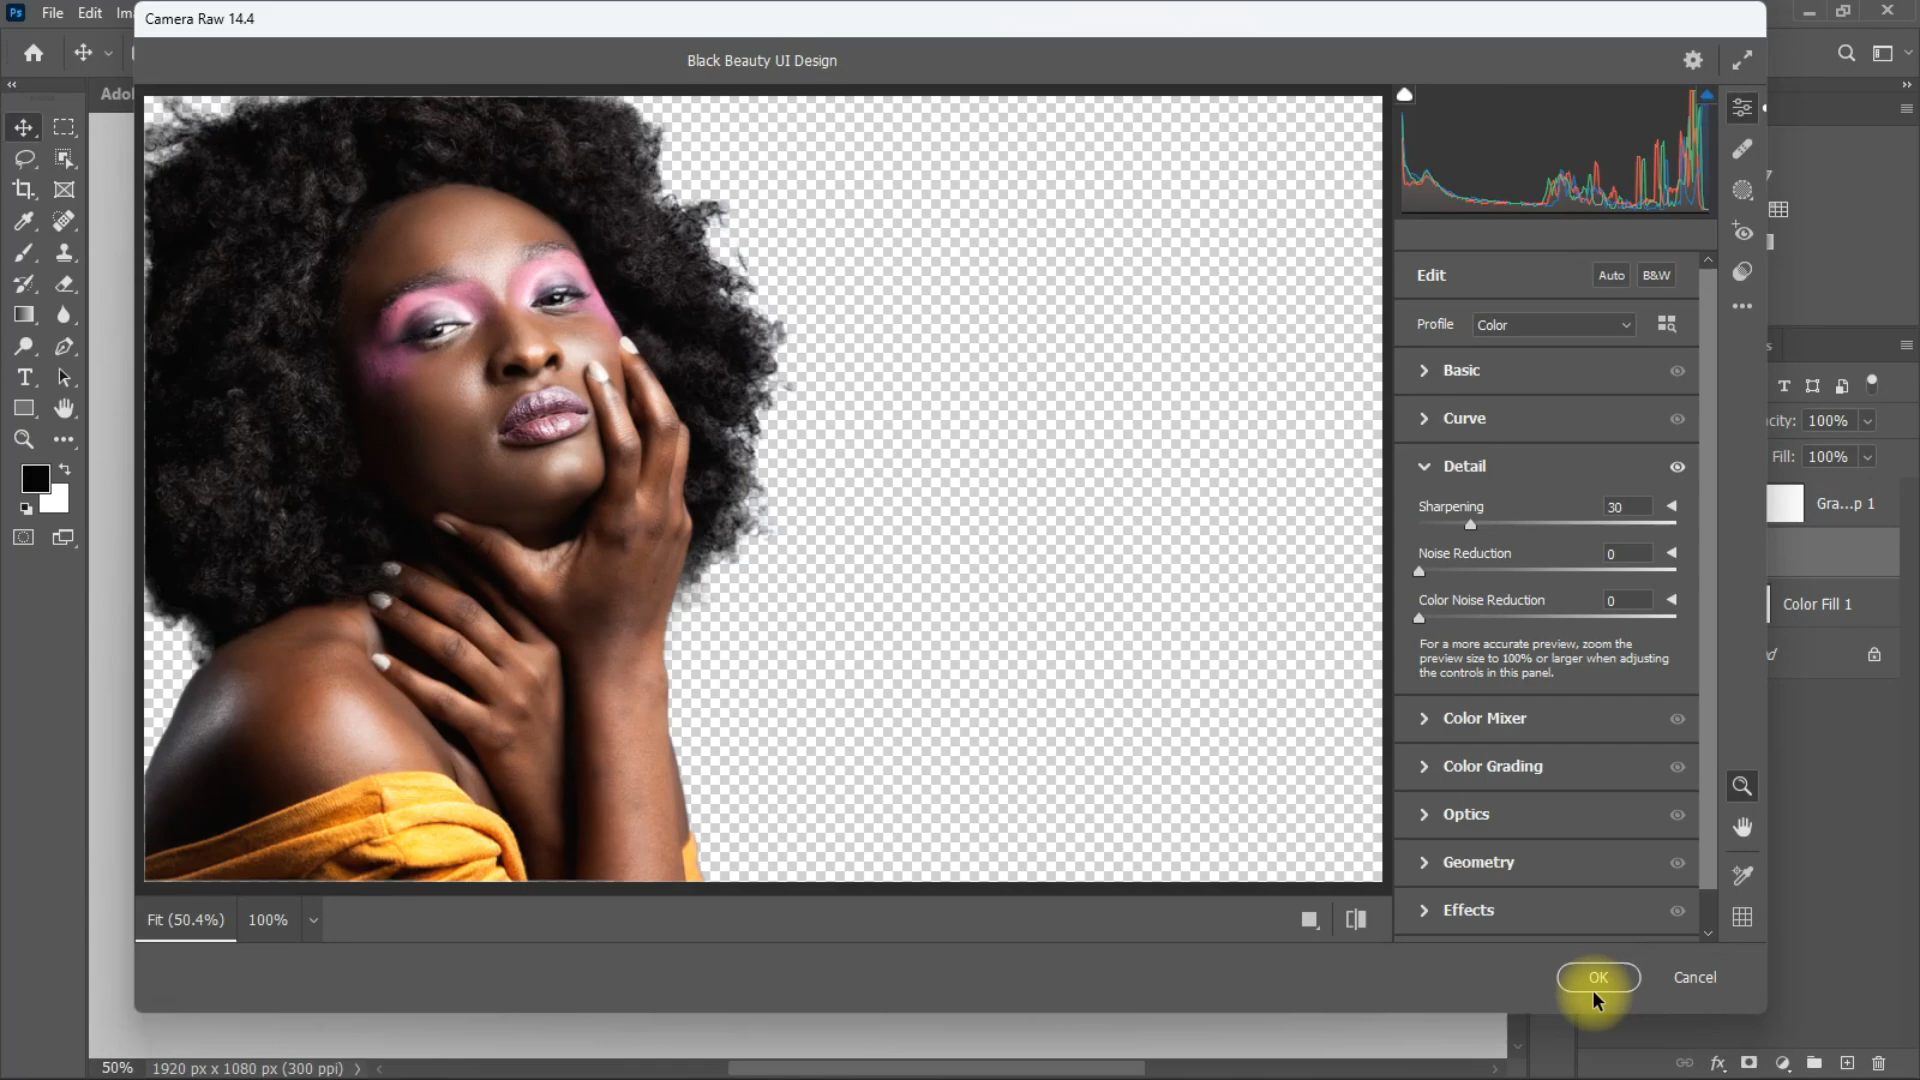 Ps File Edit Im
Camera Raw 14.4
Black Beauty UI Design
Adol
Edit Auto B&W
Profile Color
Basic
Curve
Detail
Sharpening 30
Noise Reduction 0
Color Noise Reduction 0
For a more accurate preview, zoom the
preview size to 100% or larger when adjusting
the controls in this panel.
Color Mixer
Color Grading
Optics
Geometry
Effects
Fit (50.4%) 100%
OK Cancel
acity: 100%
Fill: 100%
Gra...p 1
Color Fill 1
50% 1920 px x 1080 px (300 ppi)
fx